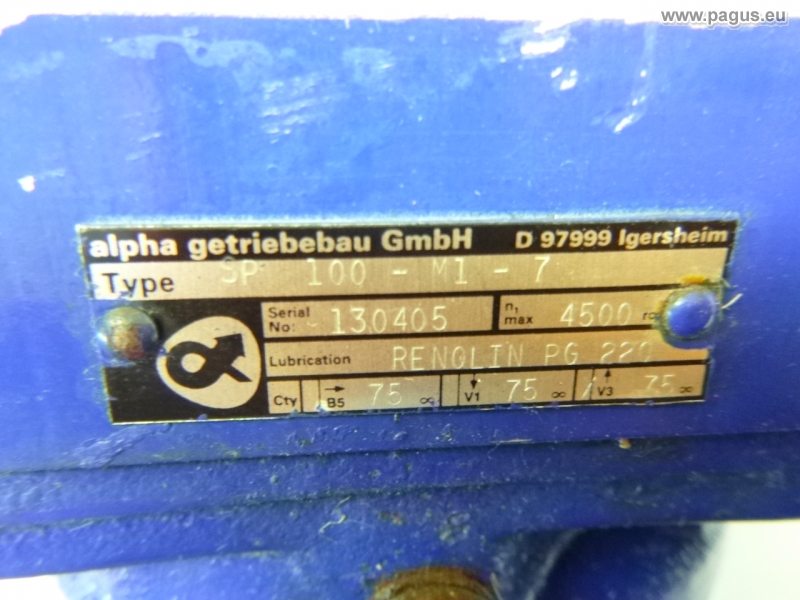 www.pagus.eu
alpha getriebebau GmbH D 97999 Igersheim
Type SP 100 - M1 - 7
Serial No: 130405 n1 max 4500
Lubrication RENOLIN PG 220
Cty B5 75 ∞ V1 75 ∞ V3 75 ∞